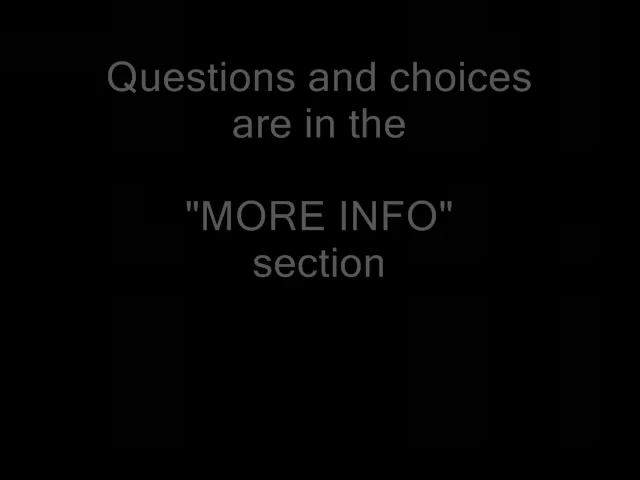 Questions and choices
are in the
"MORE INFO"
section